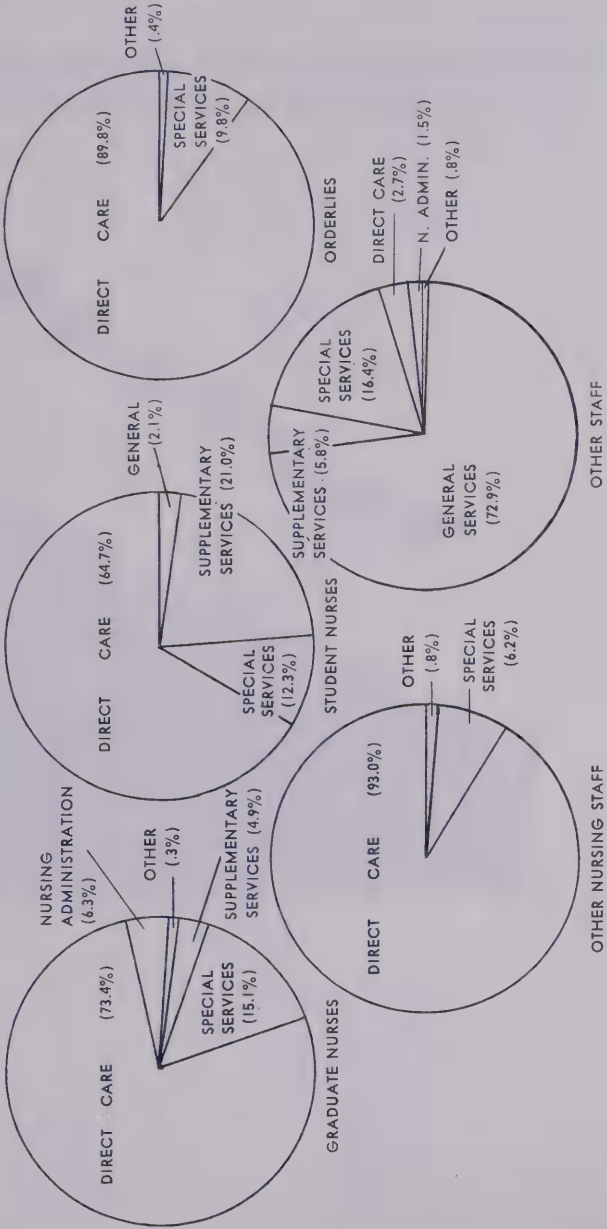 DIRECT CARE (73.4%)
NURSING
ADMINISTRATION
(6.3%)
OTHER
(.3%)
SUPPLEMENTARY
SERVICES (4.9%)
SPECIAL
SERVICES
(15.1%)
GRADUATE NURSES
DIRECT CARE (64.7%)
GENERAL
(2.1%)
SUPPLEMENTARY
SERVICES (21.0%)
SPECIAL
SERVICES
(12.3%)
STUDENT NURSES
DIRECT CARE (89.8%)
OTHER
(.4%)
SPECIAL
SERVICES
(9.8%)
ORDERLIES
DIRECT CARE (93.0%)
OTHER
(.8%)
SPECIAL
SERVICES
(6.2%)
OTHER NURSING STAFF
SUPPLEMENTARY
SERVICES (5.8%)
SPECIAL
SERVICES
(16.4%)
DIRECT CARE
(2.7%)
N. ADMIN. (1.5%)
OTHER (.8%)
GENERAL
SERVICES
(72.9%)
OTHER STAFF